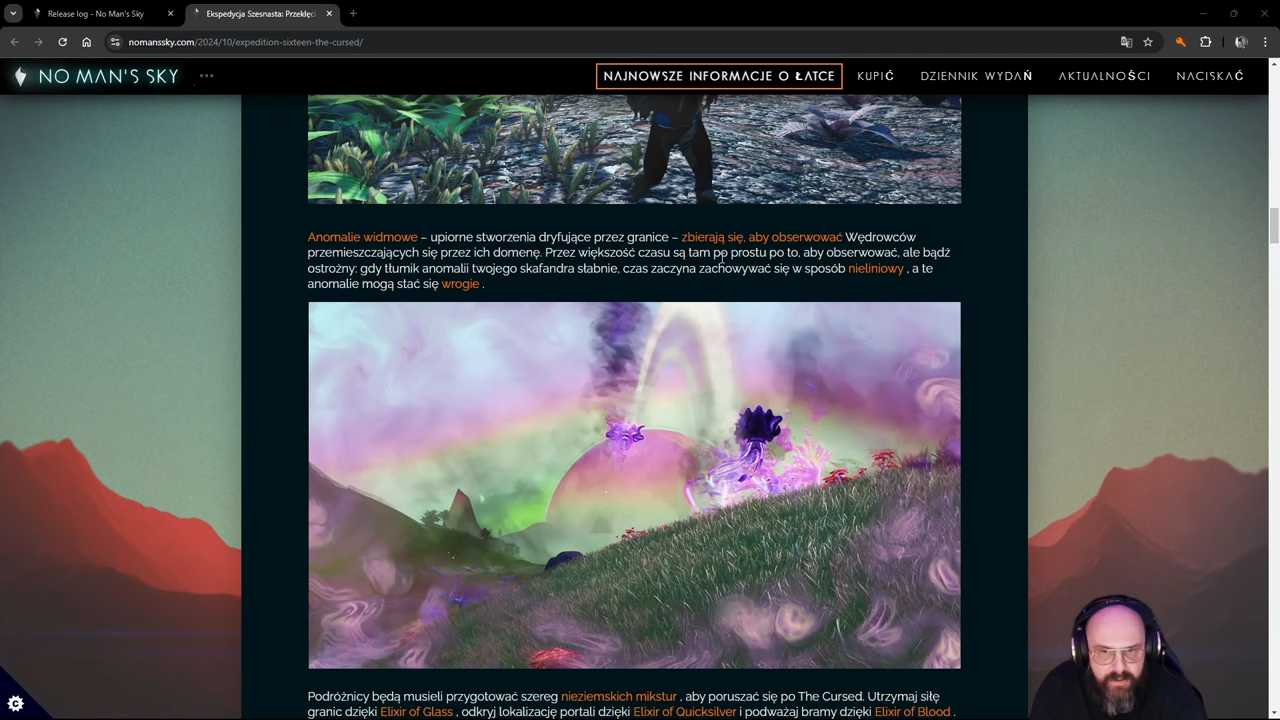 Release log - No Man's Sky
Ekspedycja Szesnasta: Przeklęci
nomanssky.com/2024/10/expedition-sixteen-the-cursed/
NO MAN'S SKY
NAJNOWSZE INFORMACJE O ŁATCE
KUPIĆ
DZIENNIK WYDAŃ
AKTUALNOŚCI
NACISKAĆ
Anomalie widmowe – upiorne stworzenia dryfujące przez granice – zbierają się, aby obserwować Wędrowców
przemieszczających się przez ich domenę. Przez większość czasu są tam po prostu po to, aby obserwować, ale bądź
ostrożny: gdy tłumik anomalii twojego skafandra słabnie, czas zaczyna zachowywać się w sposób nieliniowy , a te
anomalie mogą stać się wrogie .
Podróżnicy będą musieli przygotować szereg nieziemskich mikstur , aby poruszać się po The Cursed. Utrzymaj siłę
granic dzięki Elixir of Glass , odkryj lokalizację portali dzięki Elixir of Quicksilver i podważaj bramy dzięki Elixir of Blood .